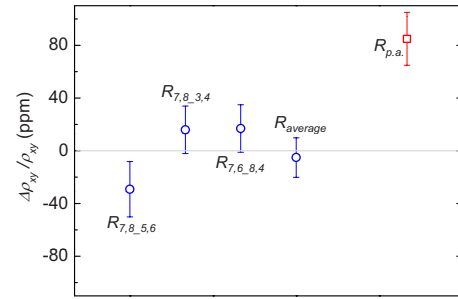 Δρxy/ρxy (ppm)
80
40
0
-40
-80
R7,8_5,6
R7,8_3,4
R7,6_8,4
Raverage
Rp.a.